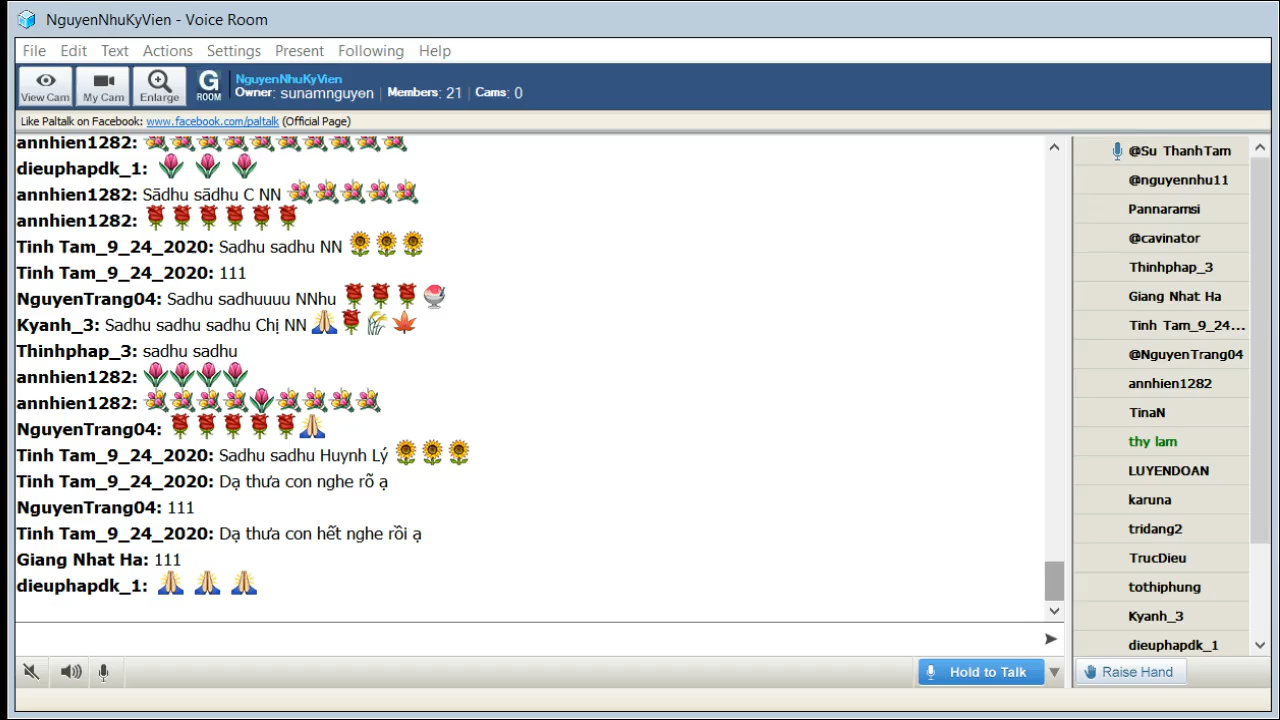 NguyenNhuKyVien - Voice Room
File Edit Text Actions Settings Present Following Help
View Cam My Cam Enlarge G ROOM NguyenNhuKyVien
Owner: sunamnguyen Members: 21 Cams: 0
Like Paltalk on Facebook: www.facebook.com/paltalk (Official Page)
annhien1282:
dieuphapdk_1:
annhien1282: Sādhu sādhu C NN
annhien1282:
Tinh Tam_9_24_2020: Sadhu sadhu NN
Tinh Tam_9_24_2020: 111
NguyenTrang04: Sadhu sadhuuuu NNhu
Kyanh_3: Sadhu sadhu sadhu Chị NN
Thinhphap_3: sadhu sadhu
annhien1282:
annhien1282:
NguyenTrang04:
Tinh Tam_9_24_2020: Sadhu sadhu Huynh Lý
Tinh Tam_9_24_2020: Dạ thưa con nghe rõ ạ
NguyenTrang04: 111
Tinh Tam_9_24_2020: Dạ thưa con hết nghe rồi ạ
Giang Nhat Ha: 111
dieuphapdk_1:
@Su ThanhTam
@nguyennhu11
Pannaramsi
@cavinator
Thinhphap_3
Giang Nhat Ha
Tinh Tam_9_24...
@NguyenTrang04
annhien1282
TinaN
thy lam
LUYENDOAN
karuna
tridang2
TrucDieu
tothiphung
Kyanh_3
dieuphapdk_1
Hold to Talk
Raise Hand